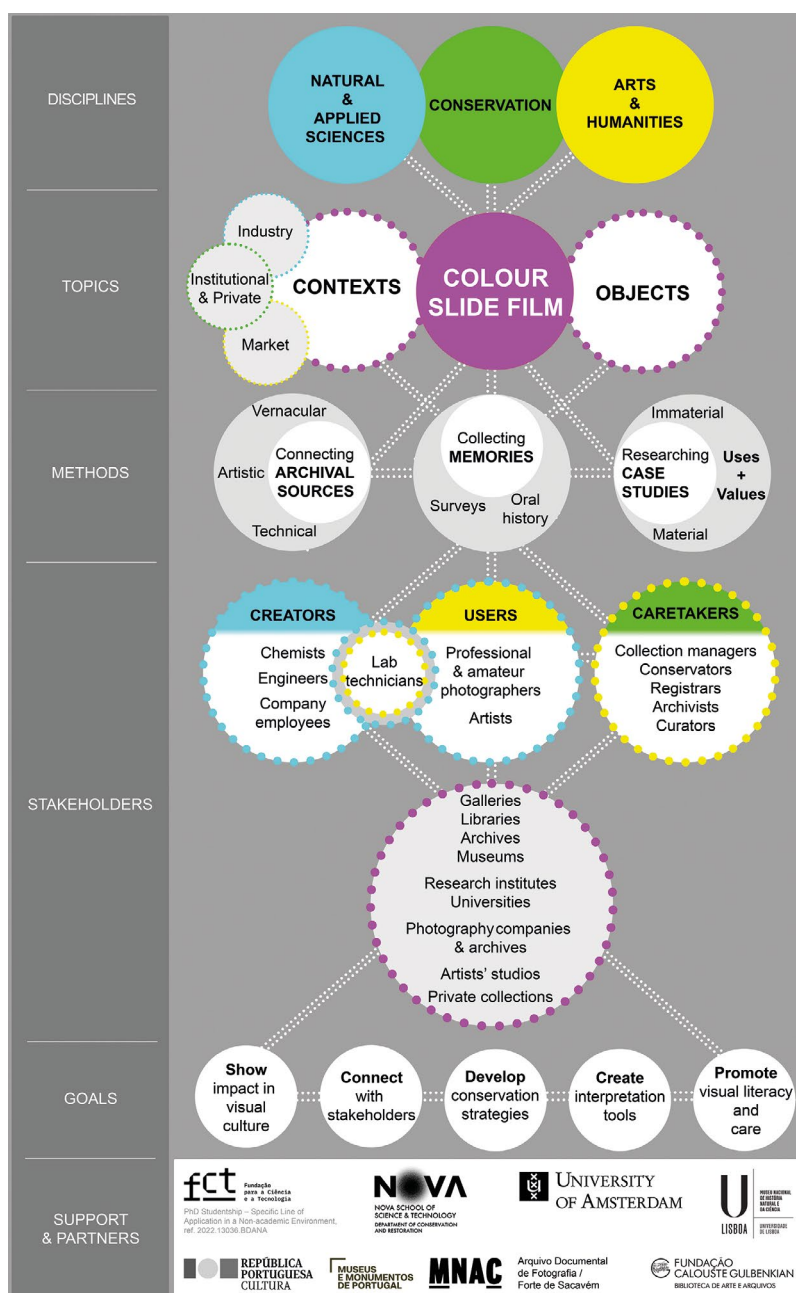 DISCIPLINES
NATURAL
&
APPLIED
SCIENCES
CONSERVATION
ARTS
&
HUMANITIES
TOPICS
Industry
Institutional
& Private
Market
CONTEXTS
COLOUR
SLIDE FILM
OBJECTS
METHODS
Vernacular
Artistic
Technical
Connecting
ARCHIVAL
SOURCES
Collecting
MEMORIES
Surveys
Oral
history
Researching
CASE
STUDIES
Immaterial
Uses
+
Values
Material
STAKEHOLDERS
CREATORS
Chemists
Engineers
Company
employees
Lab
technicians
USERS
Professional
& amateur
photographers
Artists
CARETAKERS
Collection managers
Conservators
Registrars
Archivists
Curators
Galleries
Libraries
Archives
Museums
Research institutes
Universities
Photography companies
& archives
Artists' studios
Private collections
GOALS
Show
impact in
visual
culture
Connect
with
stakeholders
Develop
conservation
strategies
Create
interpretation
tools
Promote
visual literacy
and
care
SUPPORT
& PARTNERS
fct
Fundação
para a Ciência
e a Tecnologia
PhD Studentship – Specific Line of
Application in a Non-academic Environment,
ref. 2022.13036.BDANA
NOVA
NOVA SCHOOL OF
SCIENCE & TECHNOLOGY
DEPARTMENT OF CONSERVATION
AND RESTORATION
UNIVERSITY
OF AMSTERDAM
U
LISBOA
MUSEU NACIONAL
DE HISTÓRIA
NATURAL E
DA CIÊNCIA
UNIVERSIDADE
DE LISBOA
REPÚBLICA
PORTUGUESA
CULTURA
MUSEUS
E MONUMENTOS
DE PORTUGAL
MNAC
Arquivo Documental
de Fotografia /
Forte de Sacavém
FUNDAÇÃO
CALOUSTE GULBENKIAN
BIBLIOTECA DE ARTE E ARQUIVOS